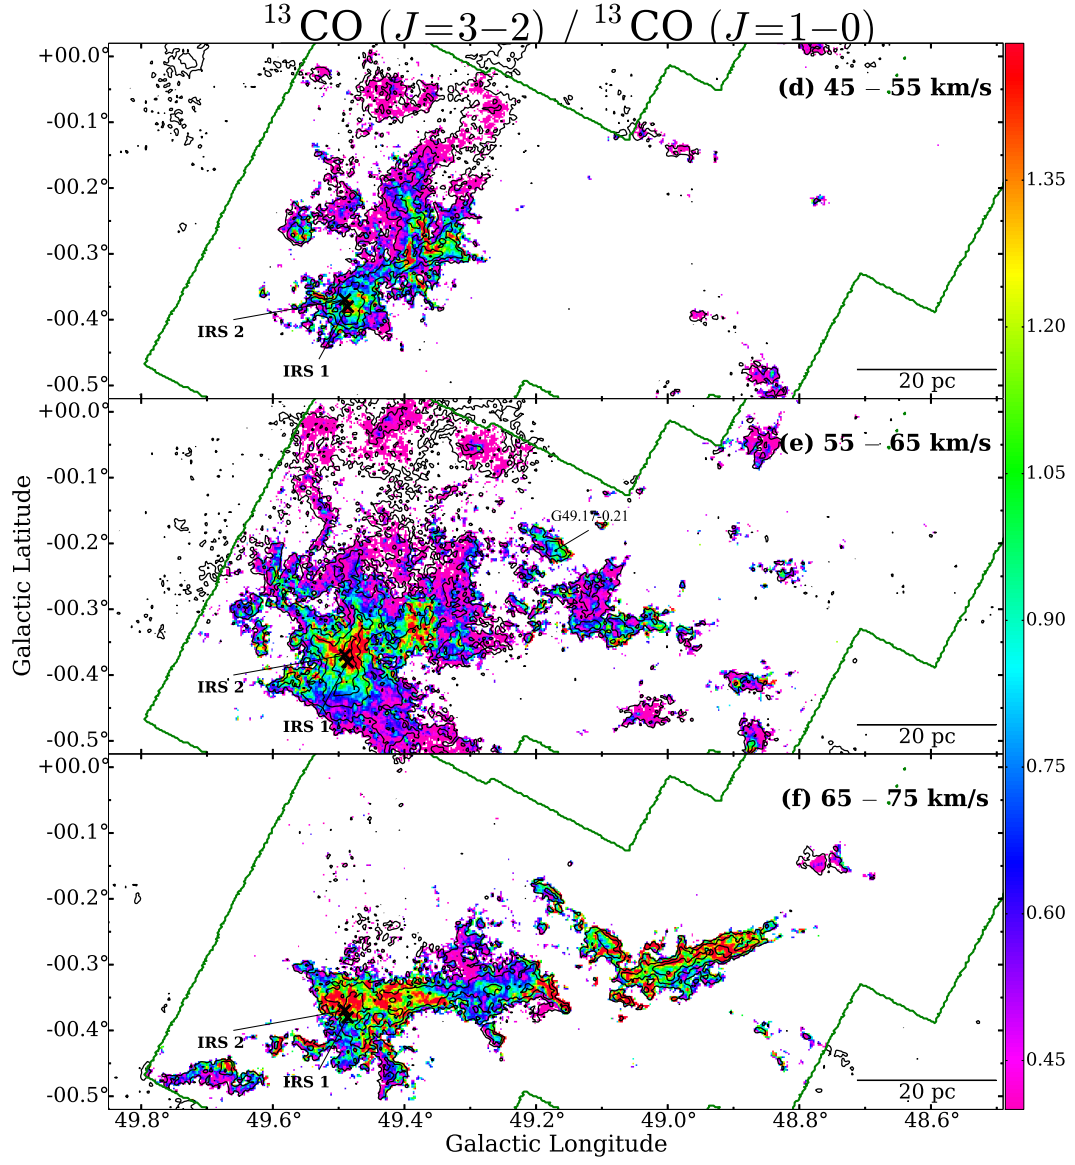 ¹³CO (J=3−2) / ¹³CO (J=1−0)
+00.0°
(d) 45 − 55 km/s
-00.1°
-00.2°
-00.3°
-00.4°
-00.5°
IRS 2
IRS 1
20 pc
+00.0°
(e) 55 − 65 km/s
-00.1°
G49.17-0.21
-00.2°
-00.3°
-00.4°
-00.5°
IRS 2
IRS 1
20 pc
+00.0°
(f) 65 − 75 km/s
-00.1°
-00.2°
-00.3°
-00.4°
-00.5°
IRS 2
IRS 1
20 pc
Galactic Latitude
49.8° 49.6° 49.4° 49.2° 49.0° 48.8° 48.6°
Galactic Longitude
1.35
1.20
1.05
0.90
0.75
0.60
0.45